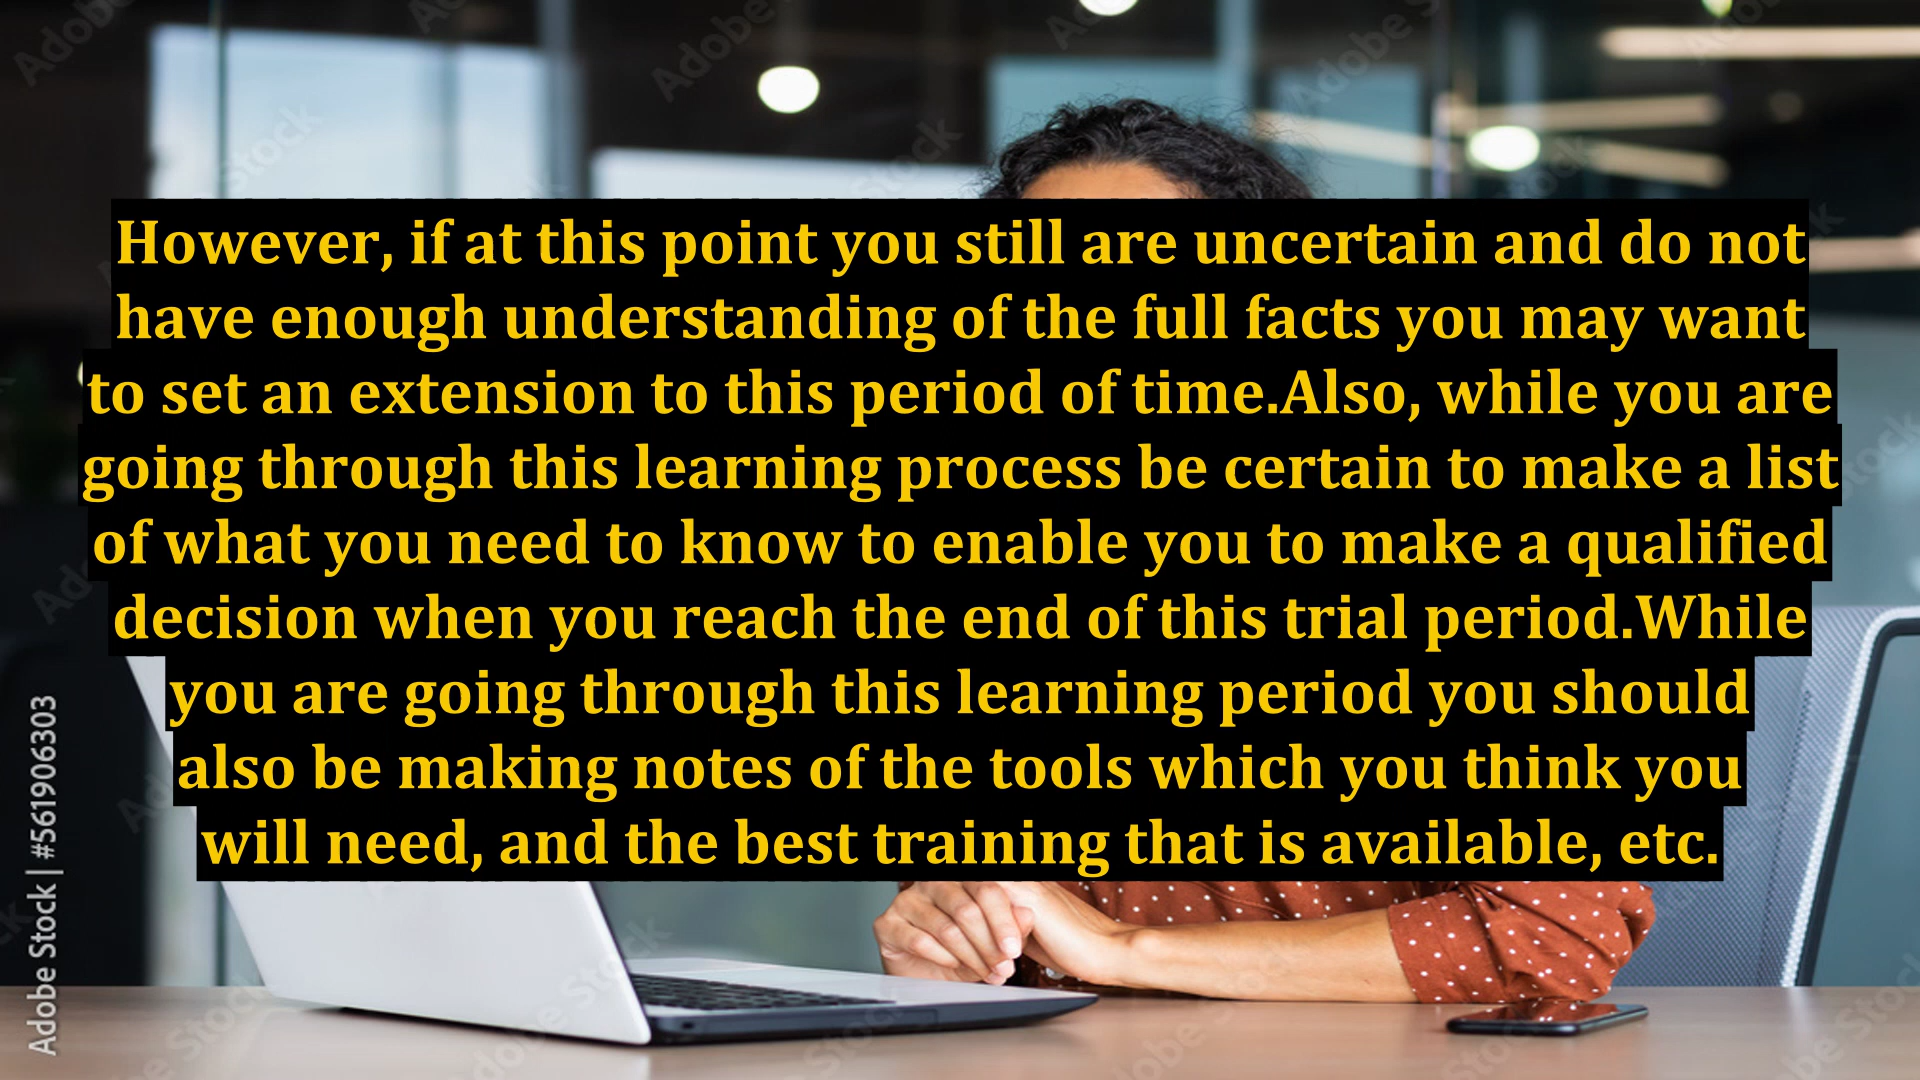 However, if at this point you still are uncertain and do not
have enough understanding of the full facts you may want
to set an extension to this period of time.Also, while you are
going through this learning process be certain to make a list
of what you need to know to enable you to make a qualified
decision when you reach the end of this trial period.While
you are going through this learning period you should
also be making notes of the tools which you think you
will need, and the best training that is available, etc.
Adobe Stock | #561906303
Adobe Stock